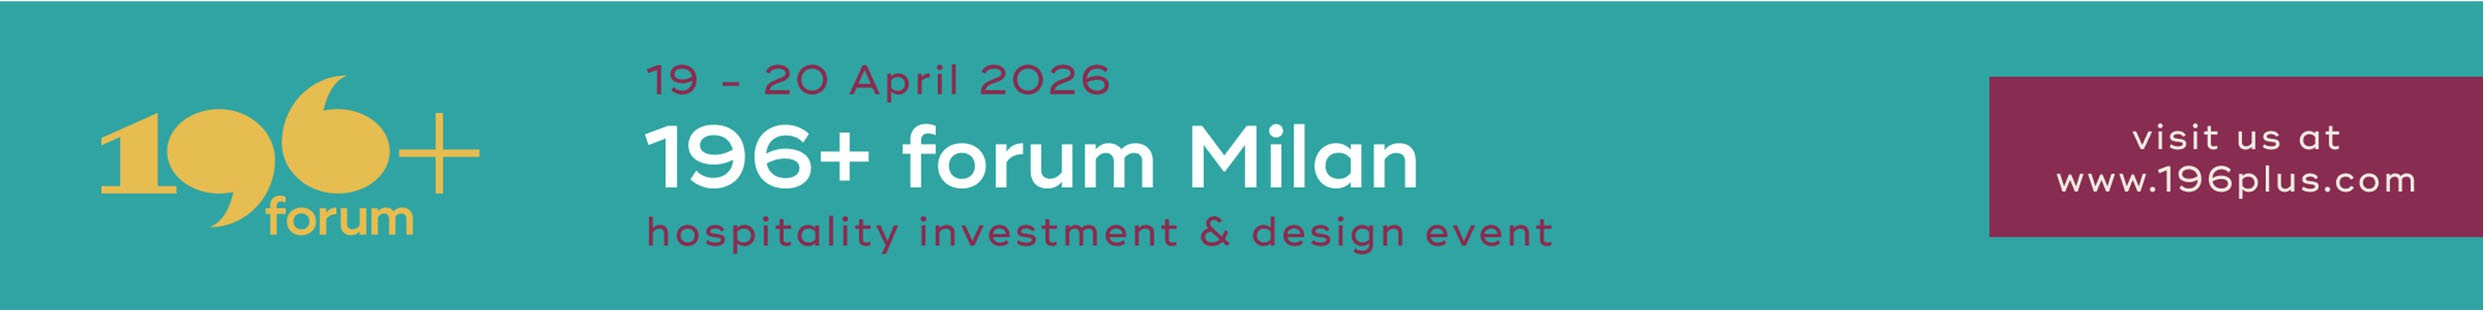 196+
forum
19 - 20 April 2026
196+ forum Milan
hospitality investment & design event
visit us at
www.196plus.com